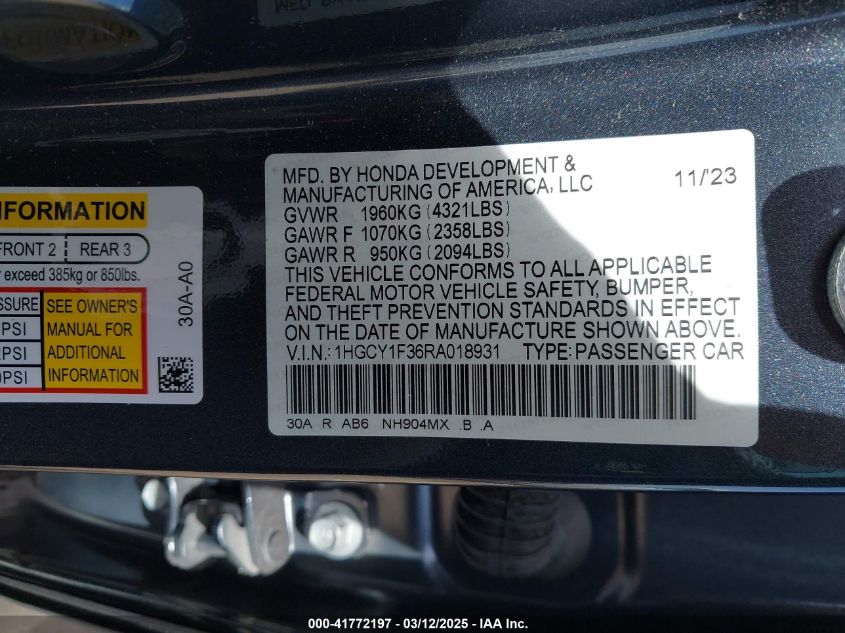 INFORMATION
FRONT 2 REAR 3
exceed 385kg or 850lbs.
SEE OWNER'S
PSI MANUAL FOR
PSI ADDITIONAL
PSI INFORMATION
30A-A0
MFD. BY HONDA DEVELOPMENT & 11/'23
MANUFACTURING OF AMERICA, LLC
GVWR 1960KG (4321LBS)
GAWR F 1070KG (2358LBS)
GAWR R 950KG (2094LBS)
THIS VEHICLE CONFORMS TO ALL APPLICABLE
FEDERAL MOTOR VEHICLE SAFETY, BUMPER,
AND THEFT PREVENTION STANDARDS IN EFFECT
ON THE DATE OF MANUFACTURE SHOWN ABOVE.
V.I.N.:1HGCY1F36RA018931 TYPE:PASSENGER CAR
30A R AB6 NH904MX .B .A
000-41772197 - 03/12/2025 - IAA Inc.